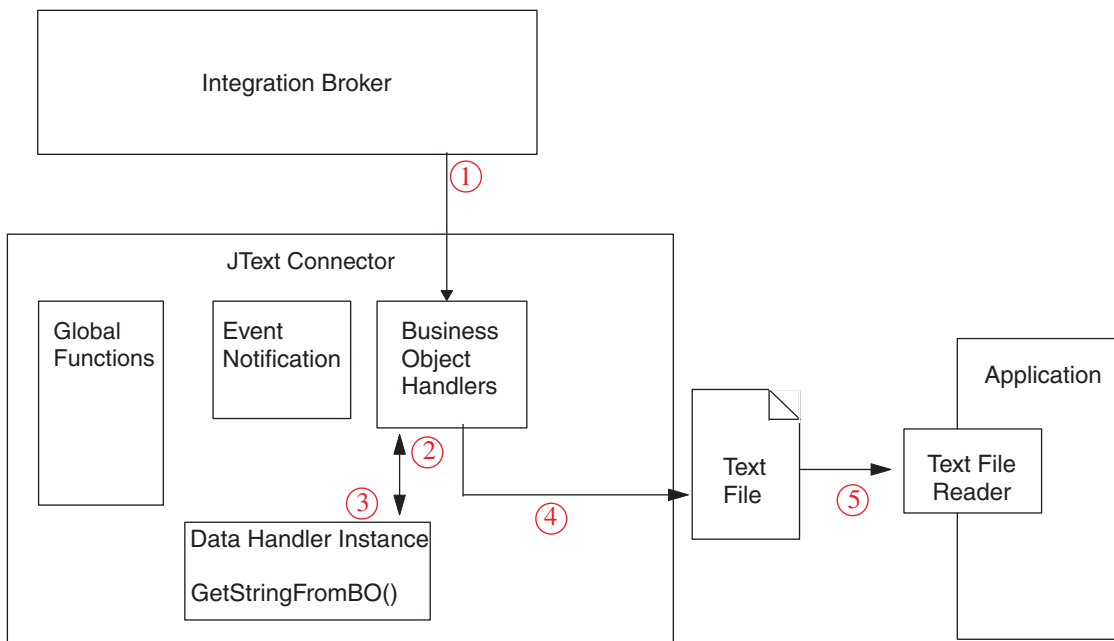 Integration Broker
①
JText Connector
Global
Functions
Event
Notification
Business
Object
Handlers
②
③
Data Handler Instance
GetStringFromBO()
④
Text
File
⑤
Application
Text File
Reader